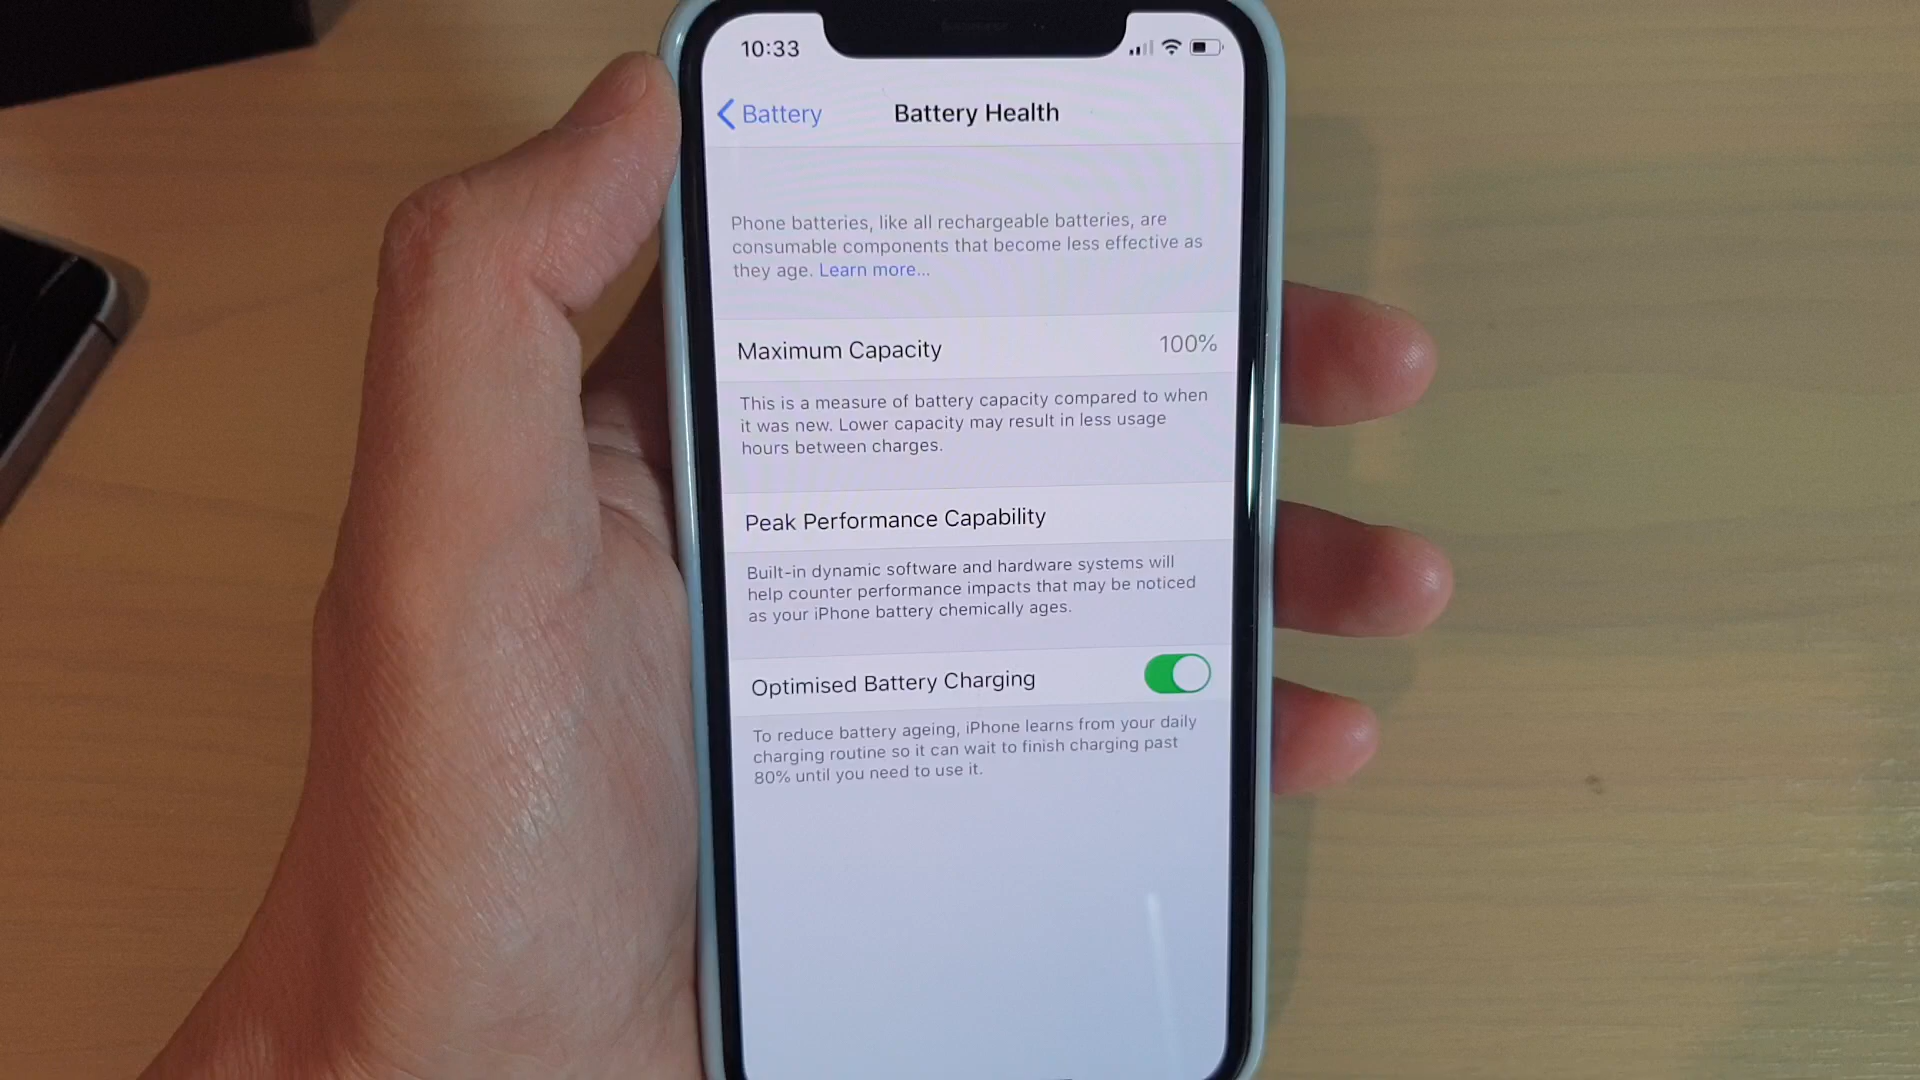 10:33
Battery
Battery Health
Phone batteries, like all rechargeable batteries, are
consumable components that become less effective as
they age. Learn more...
Maximum Capacity 100%
This is a measure of battery capacity compared to when
it was new. Lower capacity may result in less usage
hours between charges.
Peak Performance Capability
Built-in dynamic software and hardware systems will
help counter performance impacts that may be noticed
as your iPhone battery chemically ages.
Optimised Battery Charging
To reduce battery ageing, iPhone learns from your daily
charging routine so it can wait to finish charging past
80% until you need to use it.